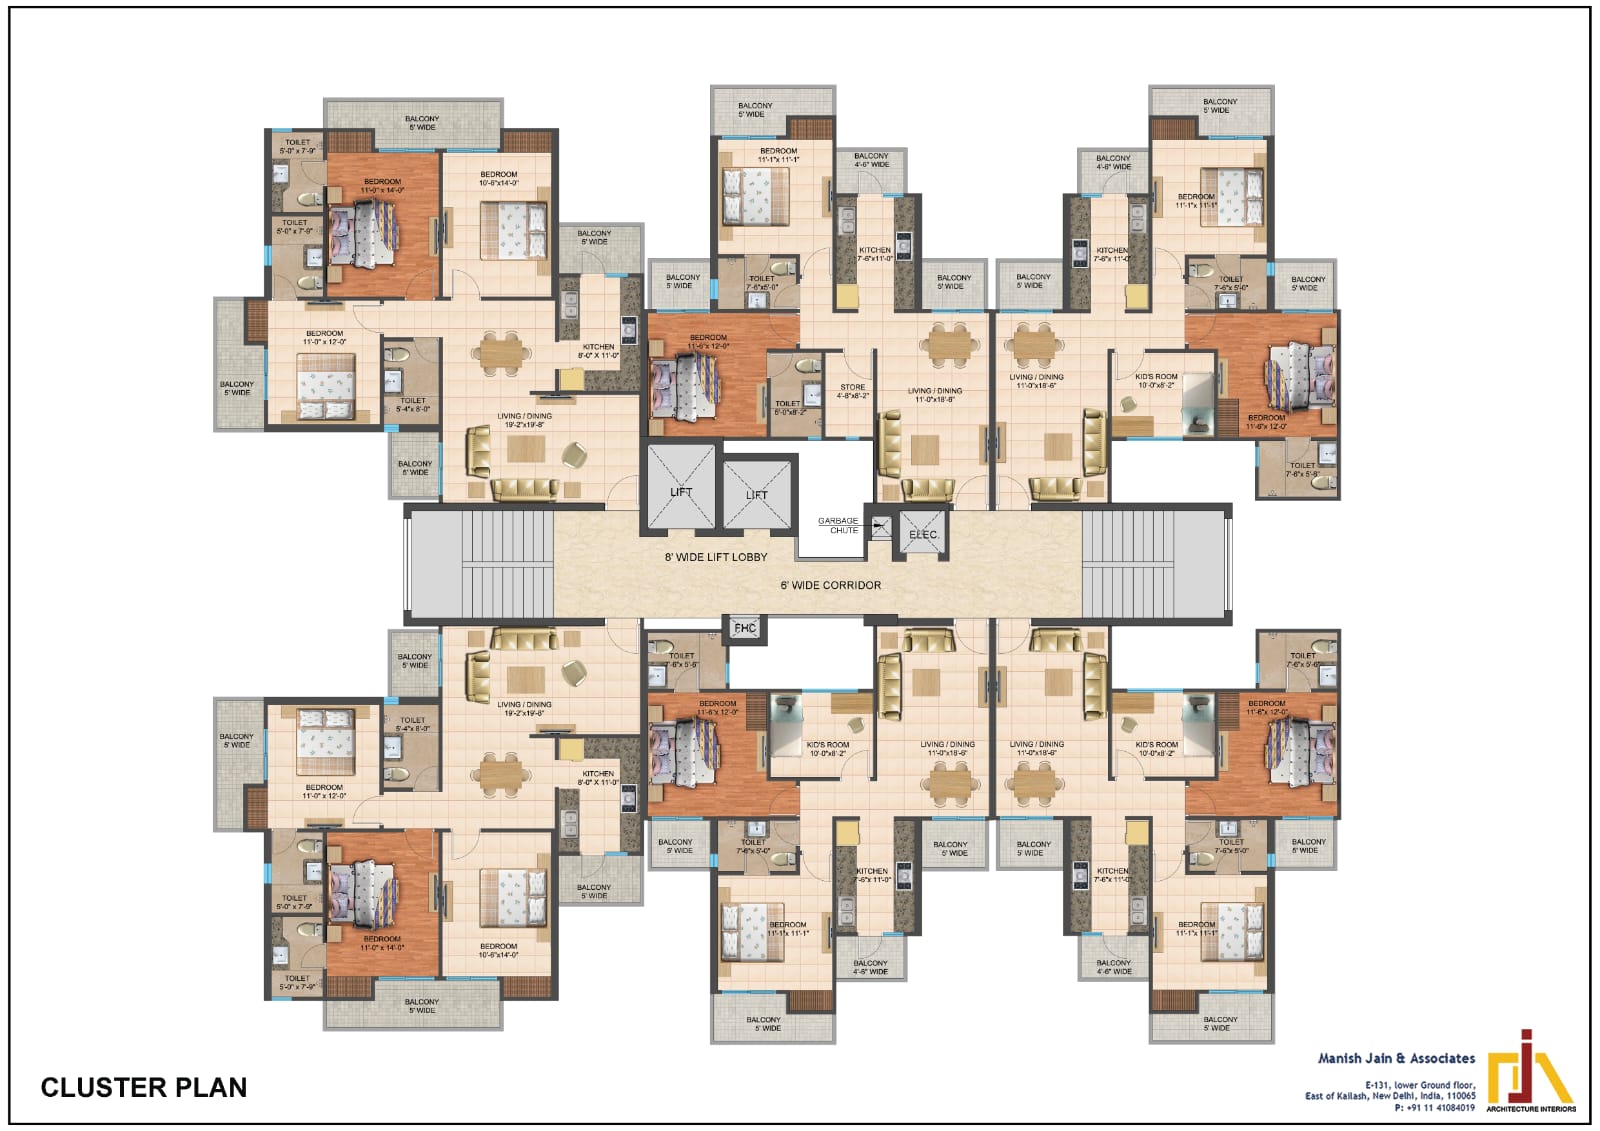 BALCONY
5' WIDE
TOILET
5'-0" x 7'-9"
BEDROOM
11'-0" x 14'-0"
BEDROOM
10'-6"x14'-0"
TOILET
5'-0" x 7'-9"
BALCONY
5' WIDE
BEDROOM
11'-0" x 12'-0"
KITCHEN
8'-0" X 11'-0"
BALCONY
5' WIDE
TOILET
5'-4"x 8'-0"
LIVING / DINING
19'-2"x19'-8"
BALCONY
5' WIDE
BALCONY
5' WIDE
BEDROOM
11'-1"x 11'-1"
BALCONY
4'-6" WIDE
KITCHEN
7'-6"x11'-0"
BALCONY
5' WIDE
TOILET
7'-6"x5'-0"
BALCONY
5' WIDE
BEDROOM
11'-6"x 12'-0"
TOILET
STORE
4'-8"x8'-2"
LIVING / DINING
11'-0"x18'-6"
BALCONY
5' WIDE
BALCONY
4'-6" WIDE
BEDROOM
11'-1"x 11'-1"
KITCHEN
7'-6"x 11'-0"
BALCONY
5' WIDE
TOILET
7'-6"x 5'-0"
BALCONY
5' WIDE
LIVING / DINING
11'-0"x18'-6"
KID'S ROOM
10'-0"x8'-2"
BEDROOM
11'-6"x 12'-0"
TOILET
7'-6"x 5'-6"
LIFT
LIFT
GARBAGE
CHUTE
ELEC.
8' WIDE LIFT LOBBY
6' WIDE CORRIDOR
FHC
BALCONY
5' WIDE
LIVING / DINING
19'-2"x19'-8"
TOILET
5'-4"x 8'-0"
BALCONY
5' WIDE
BEDROOM
11'-0" x 12'-0"
KITCHEN
8'-0" X 11'-0"
BALCONY
5' WIDE
TOILET
5'-0" x 7'-9"
BEDROOM
11'-0" x 14'-0"
BEDROOM
10'-6"x14'-0"
TOILET
5'-0" x 7'-9"
BALCONY
5' WIDE
TOILET
7'-6"x 5'-6"
BEDROOM
11'-6"x 12'-0"
KID'S ROOM
10'-0"x8'-2"
LIVING / DINING
11'-0"x18'-6"
BALCONY
5' WIDE
TOILET
7'-6"x 5'-0"
KITCHEN
7'-6"x 11'-0"
BALCONY
5' WIDE
BEDROOM
11'-1"x 11'-1"
BALCONY
4'-6" WIDE
BALCONY
5' WIDE
TOILET
7'-6"x 5'-6"
LIVING / DINING
11'-0"x18'-6"
KID'S ROOM
10'-0"x8'-2"
BEDROOM
11'-6"x 12'-0"
BALCONY
5' WIDE
TOILET
7'-6"x 5'-0"
BALCONY
5' WIDE
KITCHEN
7'-6"x 11'-0"
BEDROOM
11'-1"x 11'-1"
BALCONY
4'-6" WIDE
BALCONY
5' WIDE
CLUSTER PLAN
Manish Jain & Associates
E-131, lower Ground floor,
East of Kailash, New Delhi, India, 110065
P: +91 11 41084019
ARCHITECTURE INTERIORS